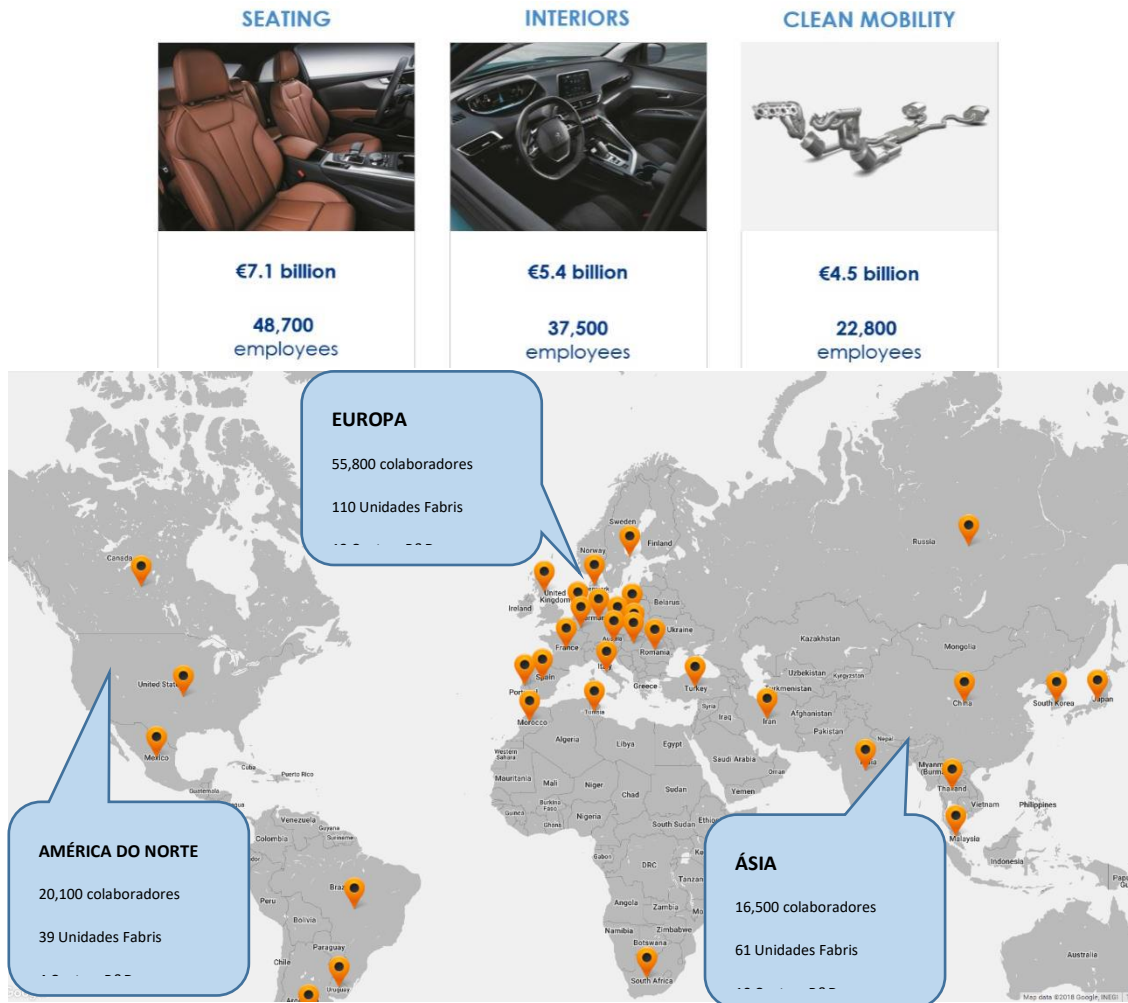 SEATING
INTERIORS
CLEAN MOBILITY
€7.1 billion
€5.4 billion
€4.5 billion
48,700
employees
37,500
employees
22,800
employees
EUROPA
55,800 colaboradores
110 Unidades Fabris
Sweden
Finland
Norway
Russia
Canada
United
Kingdom
Ireland
Belarus
Ukraine
France
Romania
Kazakhstan
Mongolia
United States
Spain
Italy
Greece
Turkey
Uzbekistan
Kyrgyzstan
Turkmenistan
China
South Korea
Japan
Portugal
Tunisia
Syria
Iraq
Iran
Afghanistan
Pakistan
Morocco
Algeria
Libya
Egypt
Nepal
Mexico
Cuba
Puerto Rico
Western
Sahara
Saudi Arabia
Oman
India
Myanmar
(Burma)
Guatemala
Mauritania
Mali
Niger
Chad
Sudan
Yemen
Thailand
Vietnam
Philippines
Guinea
Burkina
Faso
Ghana
Nigeria
South Sudan
Venezuela
Guyana
Suriname
Colombia
Malaysia
Indonesia
AMÉRICA DO NORTE
20,100 colaboradores
39 Unidades Fabris
Gabon
DRC
Brazil
Peru
Bolivia
Angola
Zambia
Namibia
Zimbabwe
Botswana
Paraguay
Chile
Uruguay
South Africa
ÁSIA
16,500 colaboradores
61 Unidades Fabris
Australia
Map data ©2018 Google, INEGI